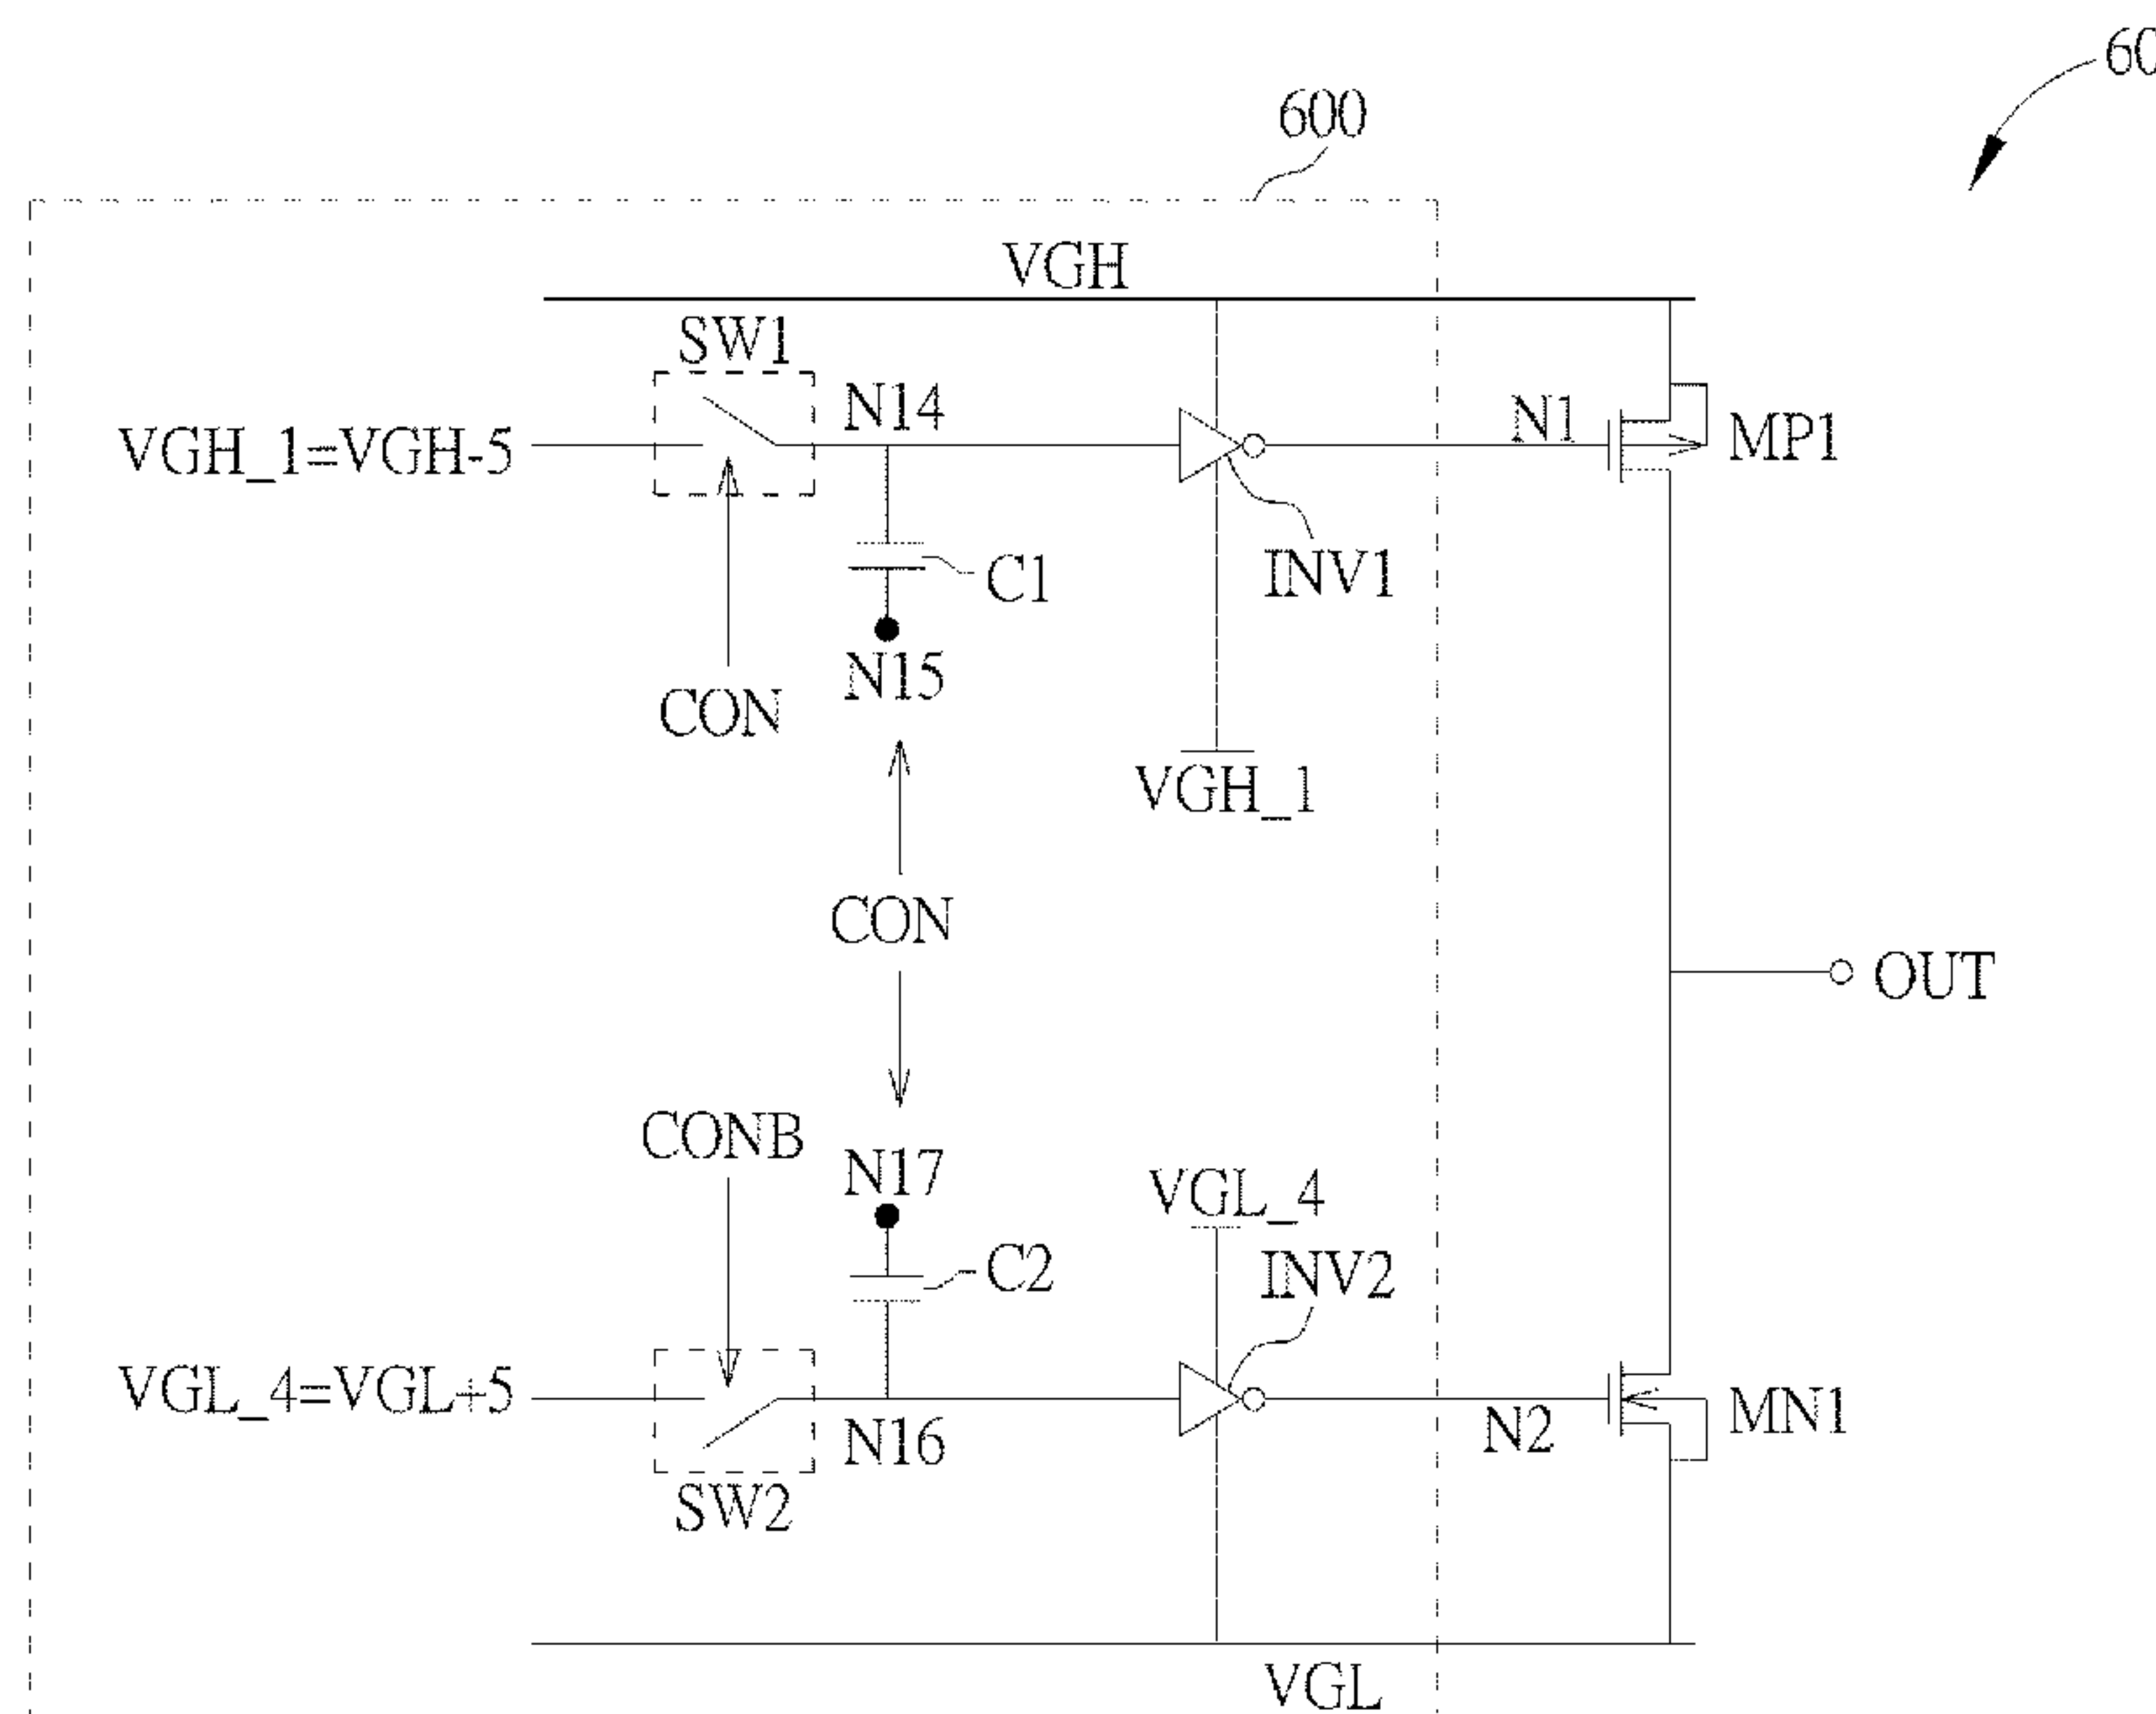 600
VGH
SW1
N14
N1
VGH_1=VGH-5
MP1
C1
INV1
N15
CON
VGH_1
CON
OUT
CONB
N17
VGL_4
C2
INV2
VGL_4=VGL+5
N16
N2
MN1
SW2
VGL